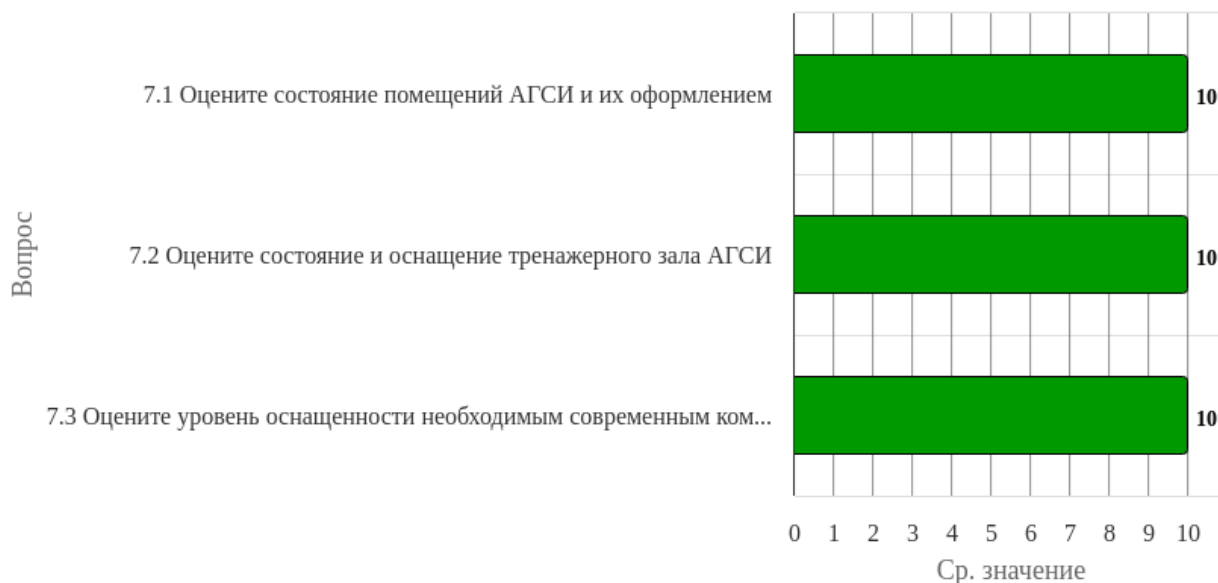 7.1 Оцените состояние помещений АГСИ и их оформлением
10
7.2 Оцените состояние и оснащение тренажерного зала АГСИ
10
7.3 Оцените уровень оснащенности необходимым современным ком...
10
Вопрос
0 1 2 3 4 5 6 7 8 9 10
Ср. значение